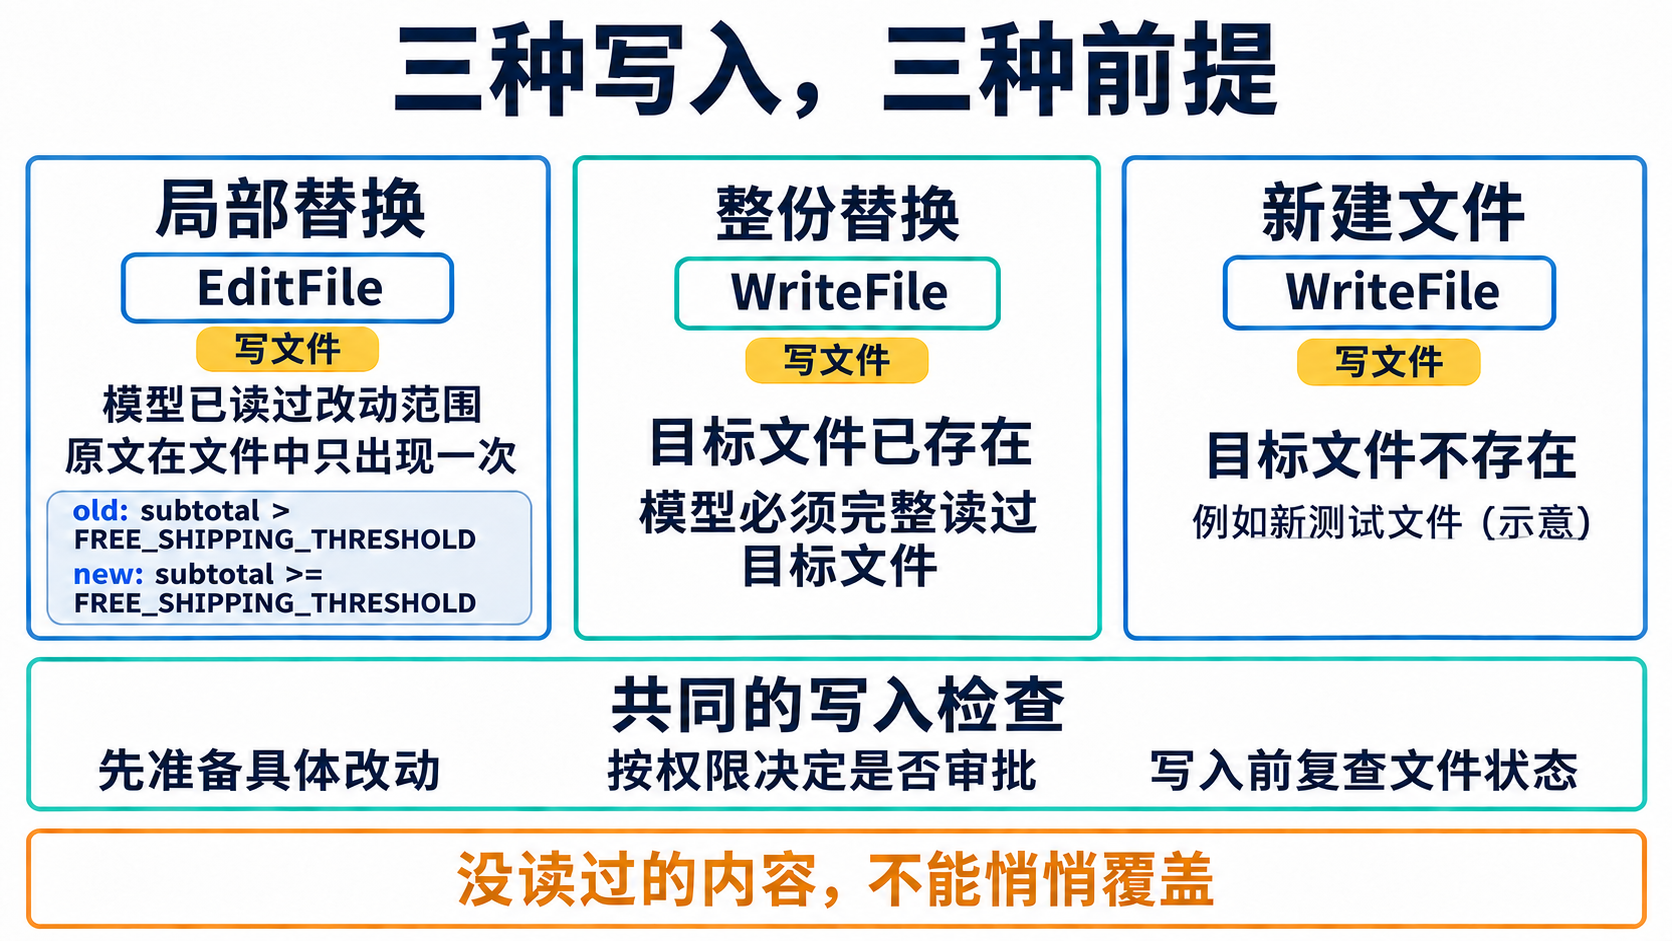 三种写入，三种前提
局部替换
EditFile
写文件
模型已读过改动范围
原文在文件中只出现一次
old: subtotal >
FREE_SHIPPING_THRESHOLD
new: subtotal >=
FREE_SHIPPING_THRESHOLD
整份替换
WriteFile
写文件
目标文件已存在
模型必须完整读过
目标文件
新建文件
WriteFile
写文件
目标文件不存在
例如新测试文件（示意）
共同的写入检查
先准备具体改动
按权限决定是否审批
写入前复查文件状态
没读过的内容，不能悄悄覆盖